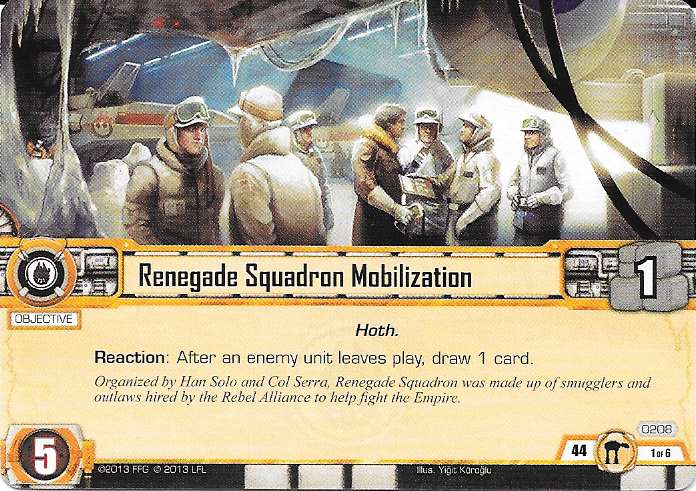 Renegade Squadron Mobilization
1
OBJECTIVE
Hoth.
Reaction: After an enemy unit leaves play, draw 1 card.
Organized by Han Solo and Col Serra, Renegade Squadron was made up of smugglers and
outlaws hired by the Rebel Alliance to help fight the Empire.
5
©2013 FFG © 2013 LFL
Illus. Yiğit Köroğlu
44
0208
1 OF 6